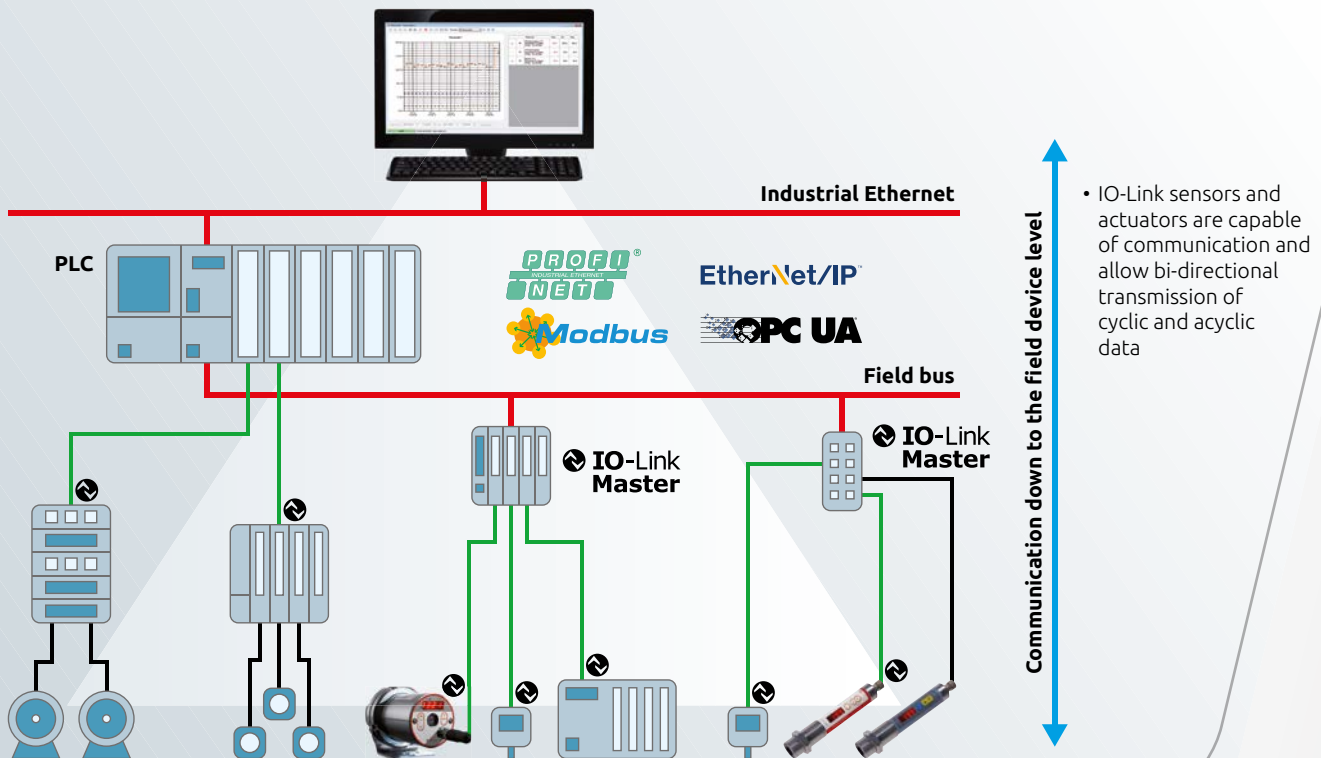 Industrial Ethernet
PLC
PROFI®
INDUSTRIAL ETHERNET
NET
EtherNet/IP™
Modbus
OPC UA
Field bus
IO-Link
Master
IO-Link
Master
Communication down to the field device level
• IO-Link sensors and
actuators are capable
of communication and
allow bi-directional
transmission of
cyclic and acyclic
data